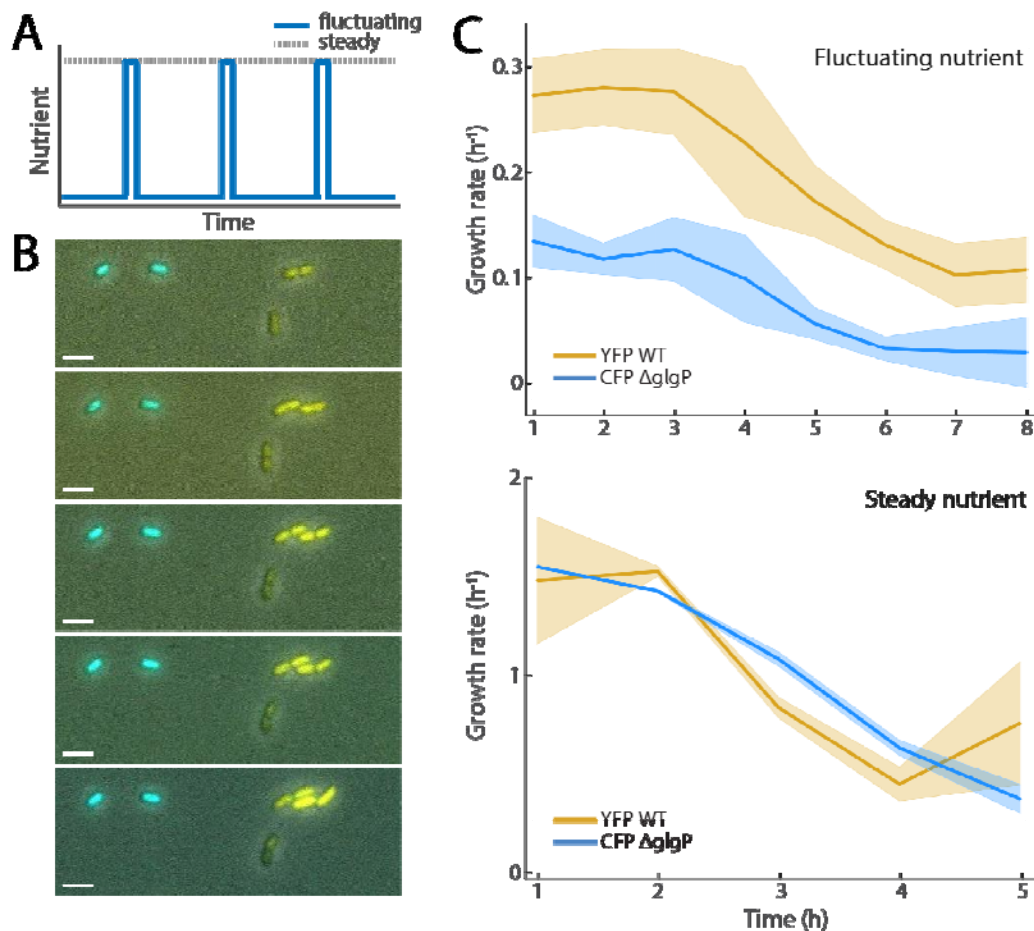 A
fluctuating
steady
Nutrient
Time
B
C
Fluctuating nutrient
Growth rate (h⁻¹)
0.3
0.2
0.1
0
YFP WT
CFP ΔglgP
1 2 3 4 5 6 7 8
Steady nutrient
Growth rate (h⁻¹)
2
1
0
YFP WT
CFP ΔglgP
1 2 3 4 5
Time (h)